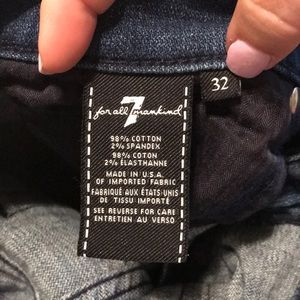 7
for all mankind
32
98% COTTON
2% SPANDEX
98% COTON
2% ÉLASTHANNE
MADE IN U.S.A.
OF IMPORTED FABRIC
FABRIQUÉ AUX ÉTATS-UNIS
DE TISSU IMPORTÉ
SEE REVERSE FOR CARE
ENTRETIEN AU VERSO